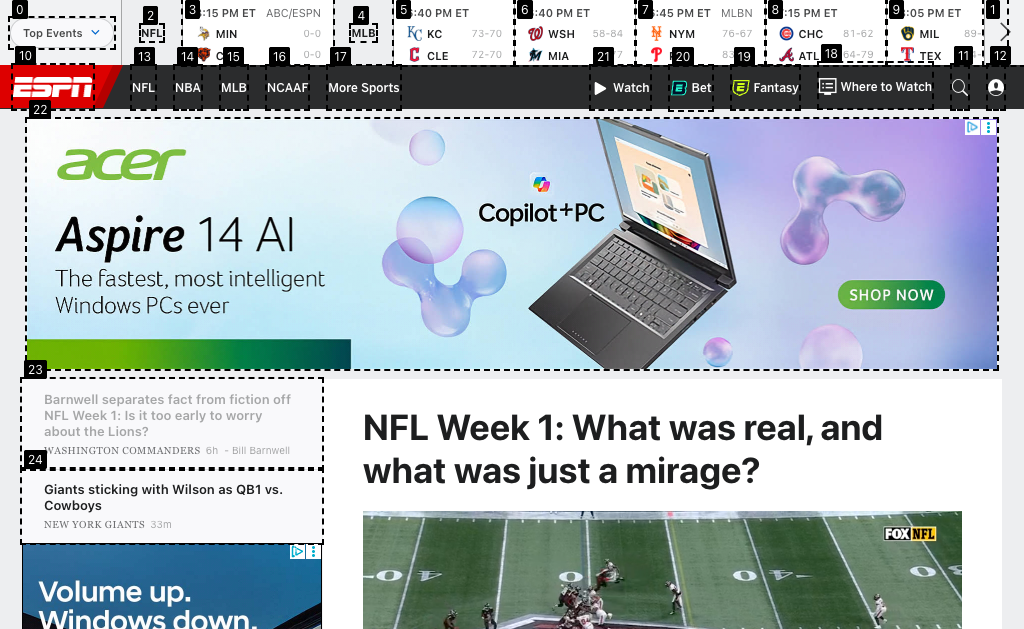 0
Top Events
2
NFL
3
:15 PM ET
ABC/ESPN
MIN
0-0
0-0
4
MLB
5
:40 PM ET
KC
73-70
CLE
72-70
6
:40 PM ET
WSH
58-84
MIA
7
:45 PM ET
MLBN
NYM
76-67
8
:15 PM ET
CHC
81-62
ATL
64-79
9
:05 PM ET
MIL
89-
TEX
1
10
ESPN
13
NFL
14
NBA
15
MLB
16
NCAAF
17
More Sports
21
Watch
20
Bet
19
Fantasy
18
Where to Watch
11
12
22
acer
Aspire 14 AI
The fastest, most intelligent
Windows PCs ever
Copilot+PC
SHOP NOW
23
Barnwell separates fact from fiction off
NFL Week 1: Is it too early to worry
about the Lions?
WASHINGTON COMMANDERS 6h - Bill Barnwell
24
Giants sticking with Wilson as QB1 vs.
Cowboys
NEW YORK GIANTS 33m
Volume up.
Windows down.
NFL Week 1: What was real, and
what was just a mirage?
FOX NFL